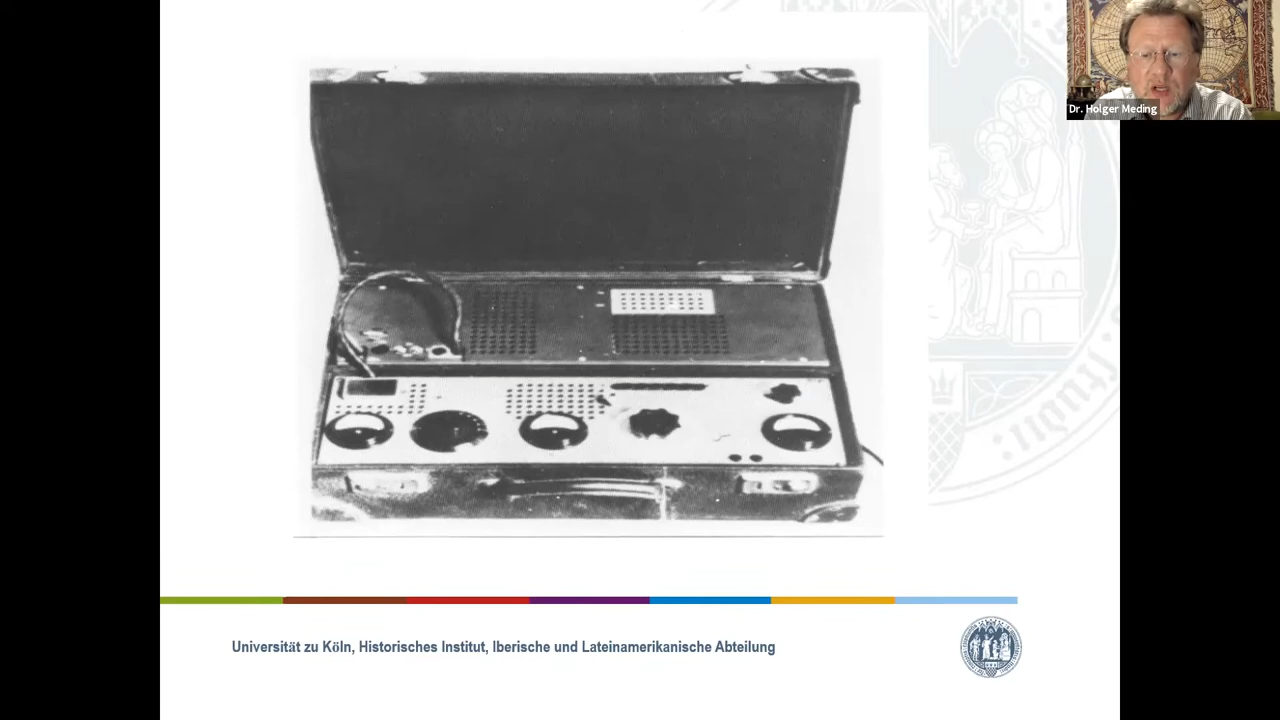 Dr. Holger Meding
Universität zu Köln, Historisches Institut, Iberische und Lateinamerikanische Abteilung